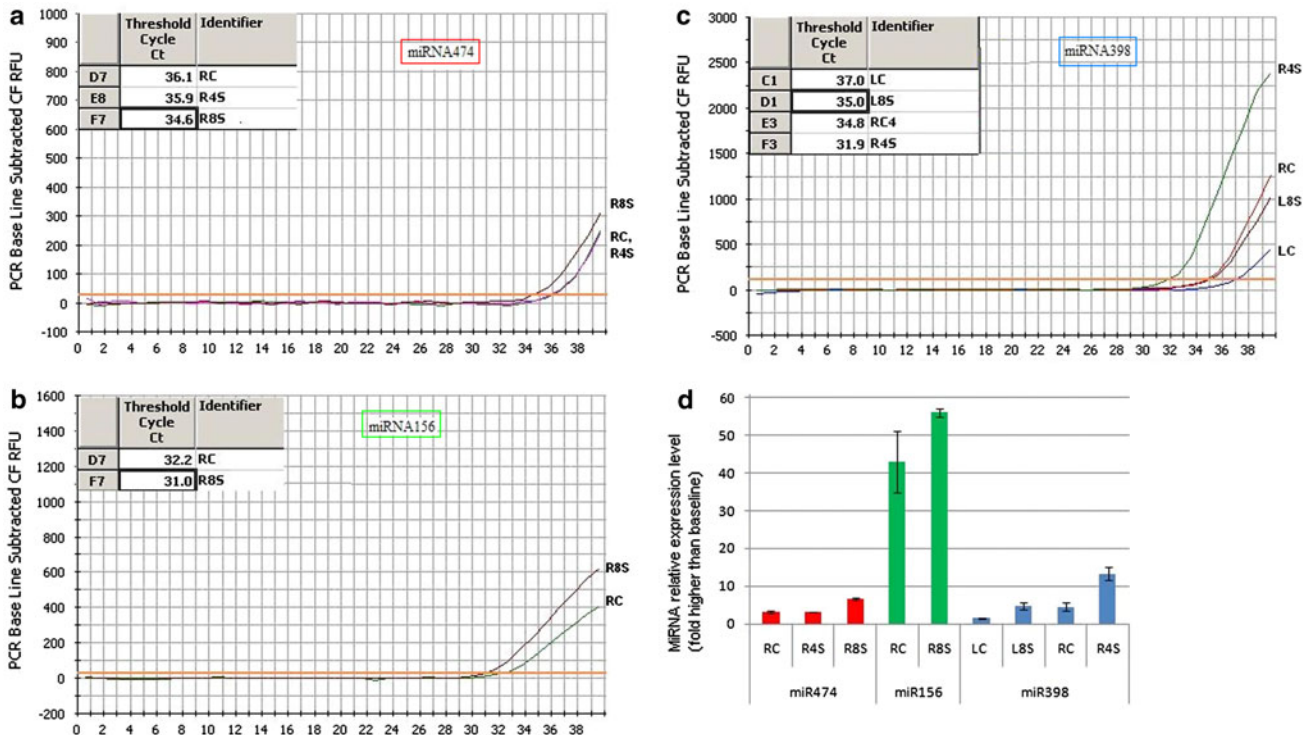 a
Threshold Cycle Ct Identifier
D7 36.1 RC
E8 35.9 R4S
F7 34.6 R8S
miRNA474
PCR Base Line Subtracted CF RFU
1000
900
800
700
600
500
400
300
200
100
0
-100
R8S
RC,
R4S
0 2 4 6 8 10 12 14 16 18 20 22 24 26 28 30 32 34 36 38
b
Threshold Cycle Ct Identifier
D7 32.2 RC
F7 31.0 R8S
miRNA156
PCR Base Line Subtracted CF RFU
1600
1400
1200
1000
800
600
400
200
0
-200
R8S
RC
0 2 4 6 8 10 12 14 16 18 20 22 24 26 28 30 32 34 36 38
c
Threshold Cycle Ct Identifier
C1 37.0 LC
D1 35.0 L8S
E3 34.8 RC4
F3 31.9 R4S
miRNA398
PCR Base Line Subtracted CF RFU
3000
2500
2000
1750
1500
1250
1000
500
0
-500
R4S
RC
L8S
LC
0 2 4 6 8 10 12 14 16 18 20 22 24 26 28 30 32 34 36 38
d
MiRNA relative expression level
(fold higher than baseline)
60
50
40
30
20
10
0
RC R4S R8S RC R8S LC L8S RC R4S
miR474 miR156 miR398